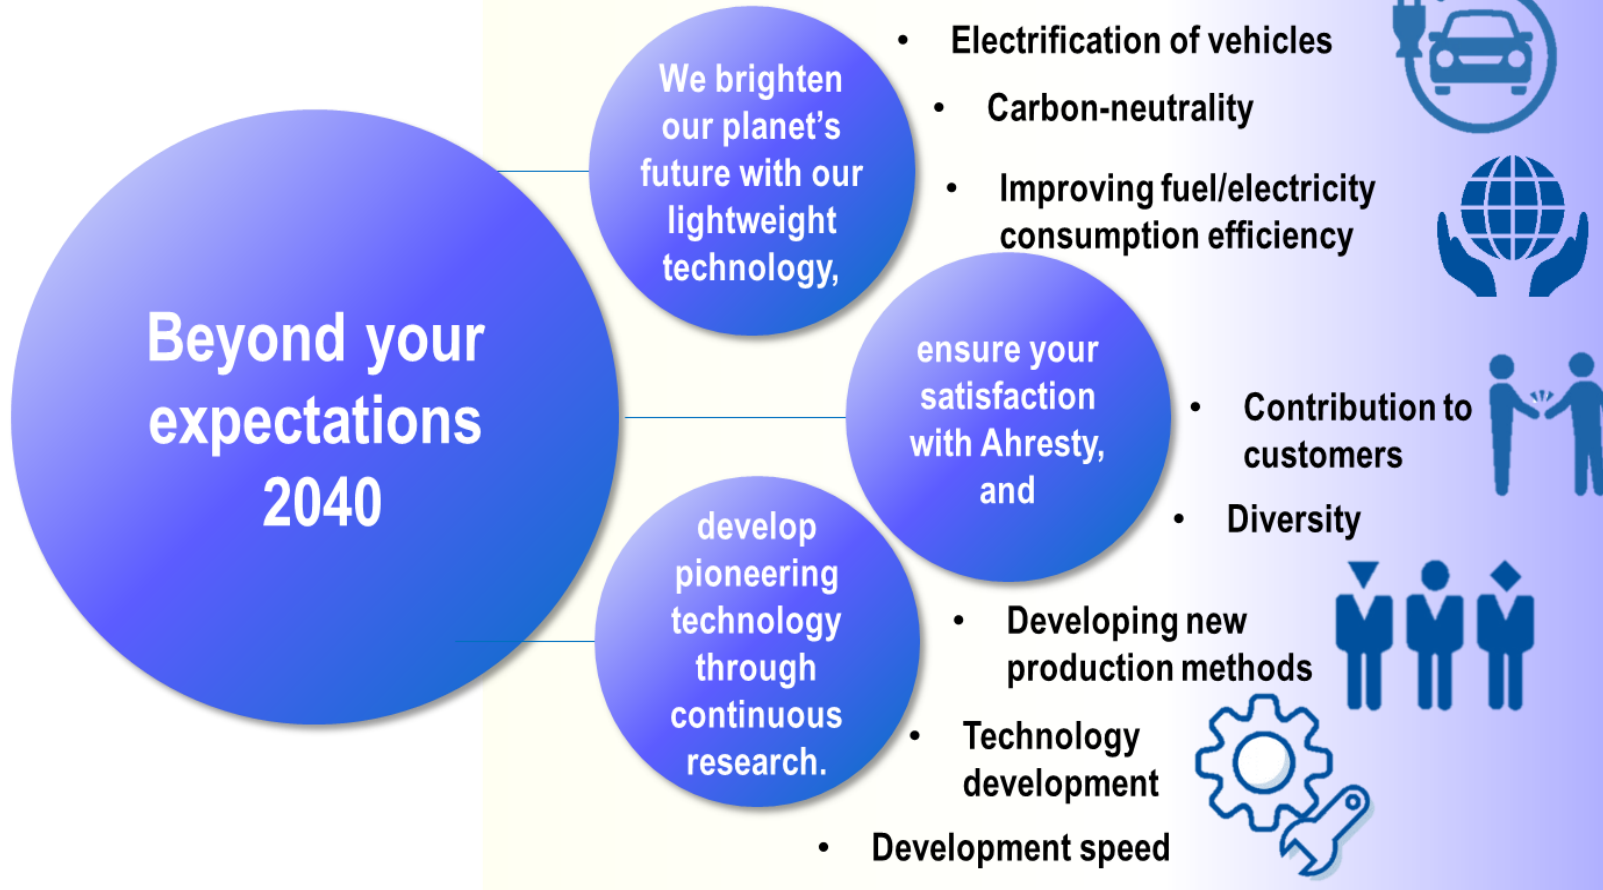 Beyond your
expectations
2040
We brighten
our planet's
future with our
lightweight
technology,
• Electrification of vehicles
• Carbon-neutrality
• Improving fuel/electricity
consumption efficiency
ensure your
satisfaction
with Ahresty,
and
• Contribution to
customers
• Diversity
develop
pioneering
technology
through
continuous
research.
• Developing new
production methods
• Technology
development
• Development speed